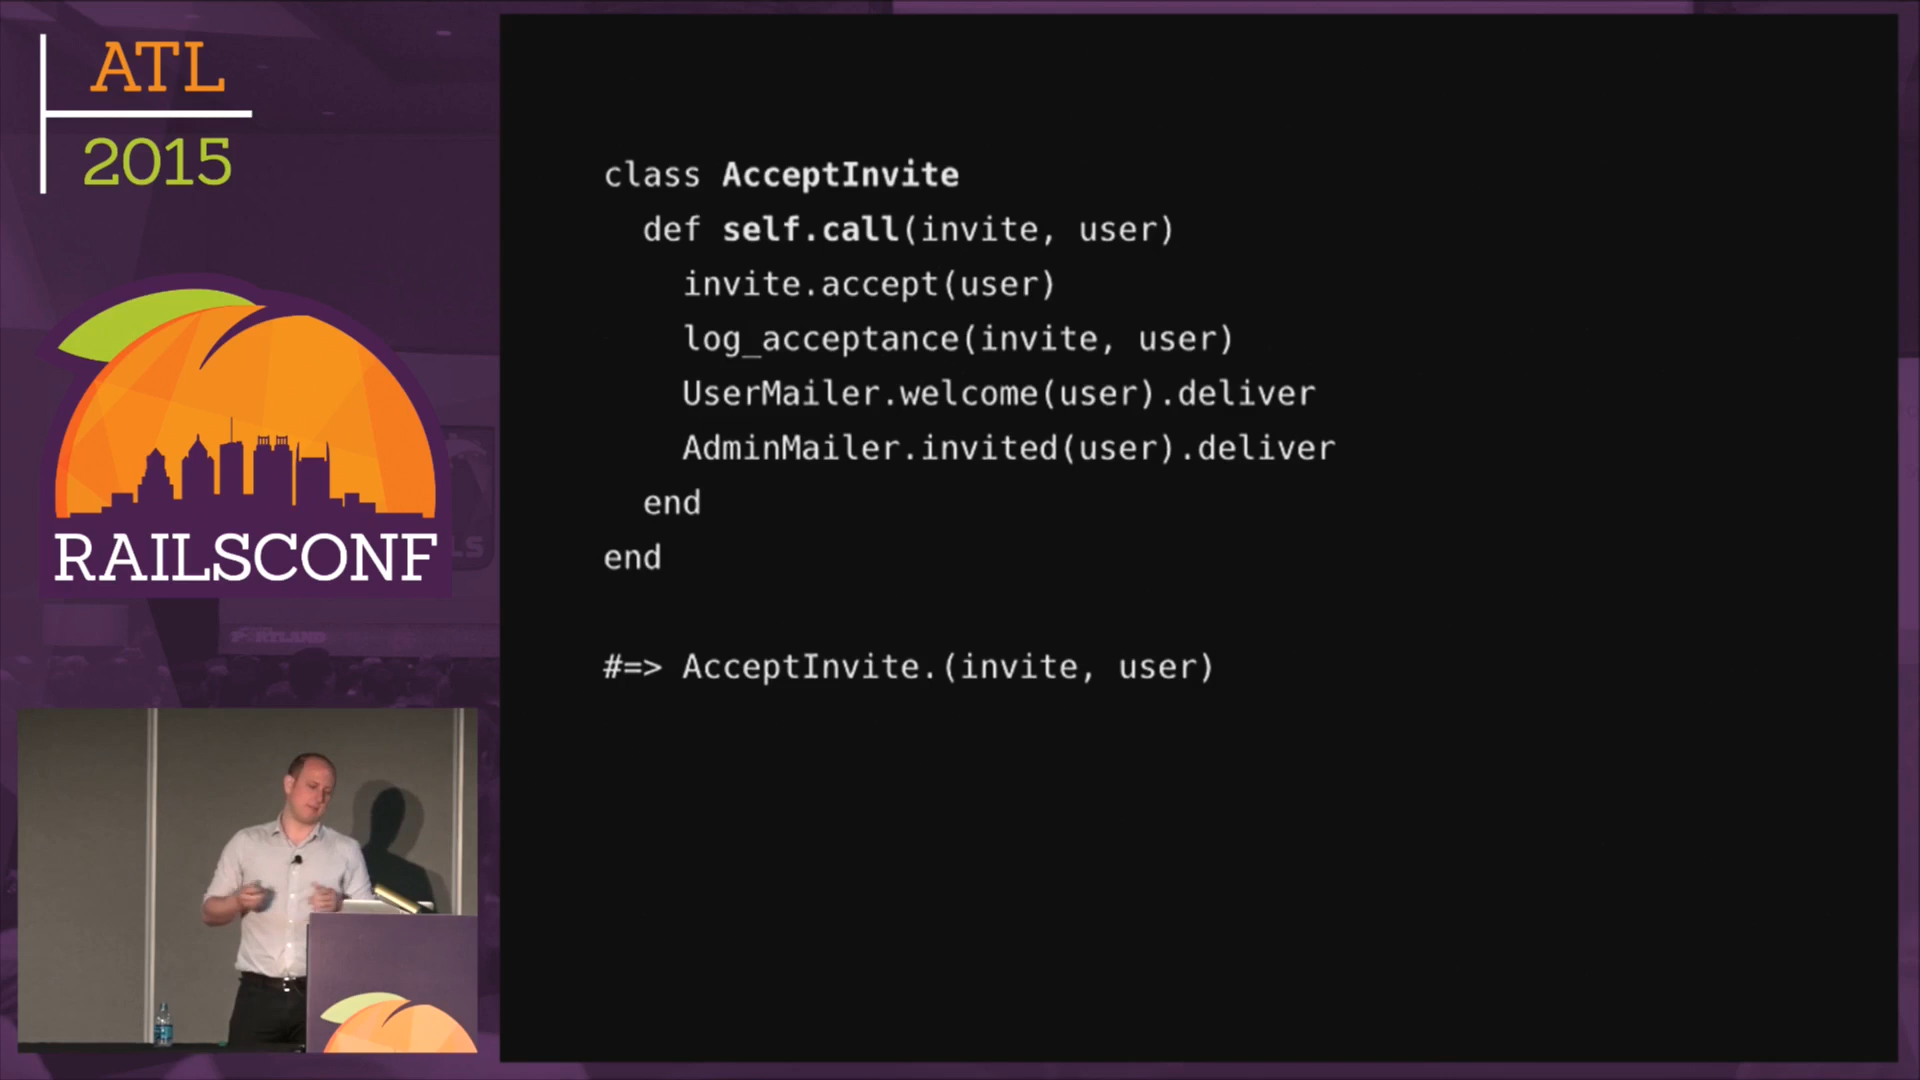 ATL
2015
RAILSCONF
PORTLAND
class AcceptInvite
def self.call(invite, user)
invite.accept(user)
log_acceptance(invite, user)
UserMailer.welcome(user).deliver
AdminMailer.invited(user).deliver
end
end
#=> AcceptInvite.(invite, user)